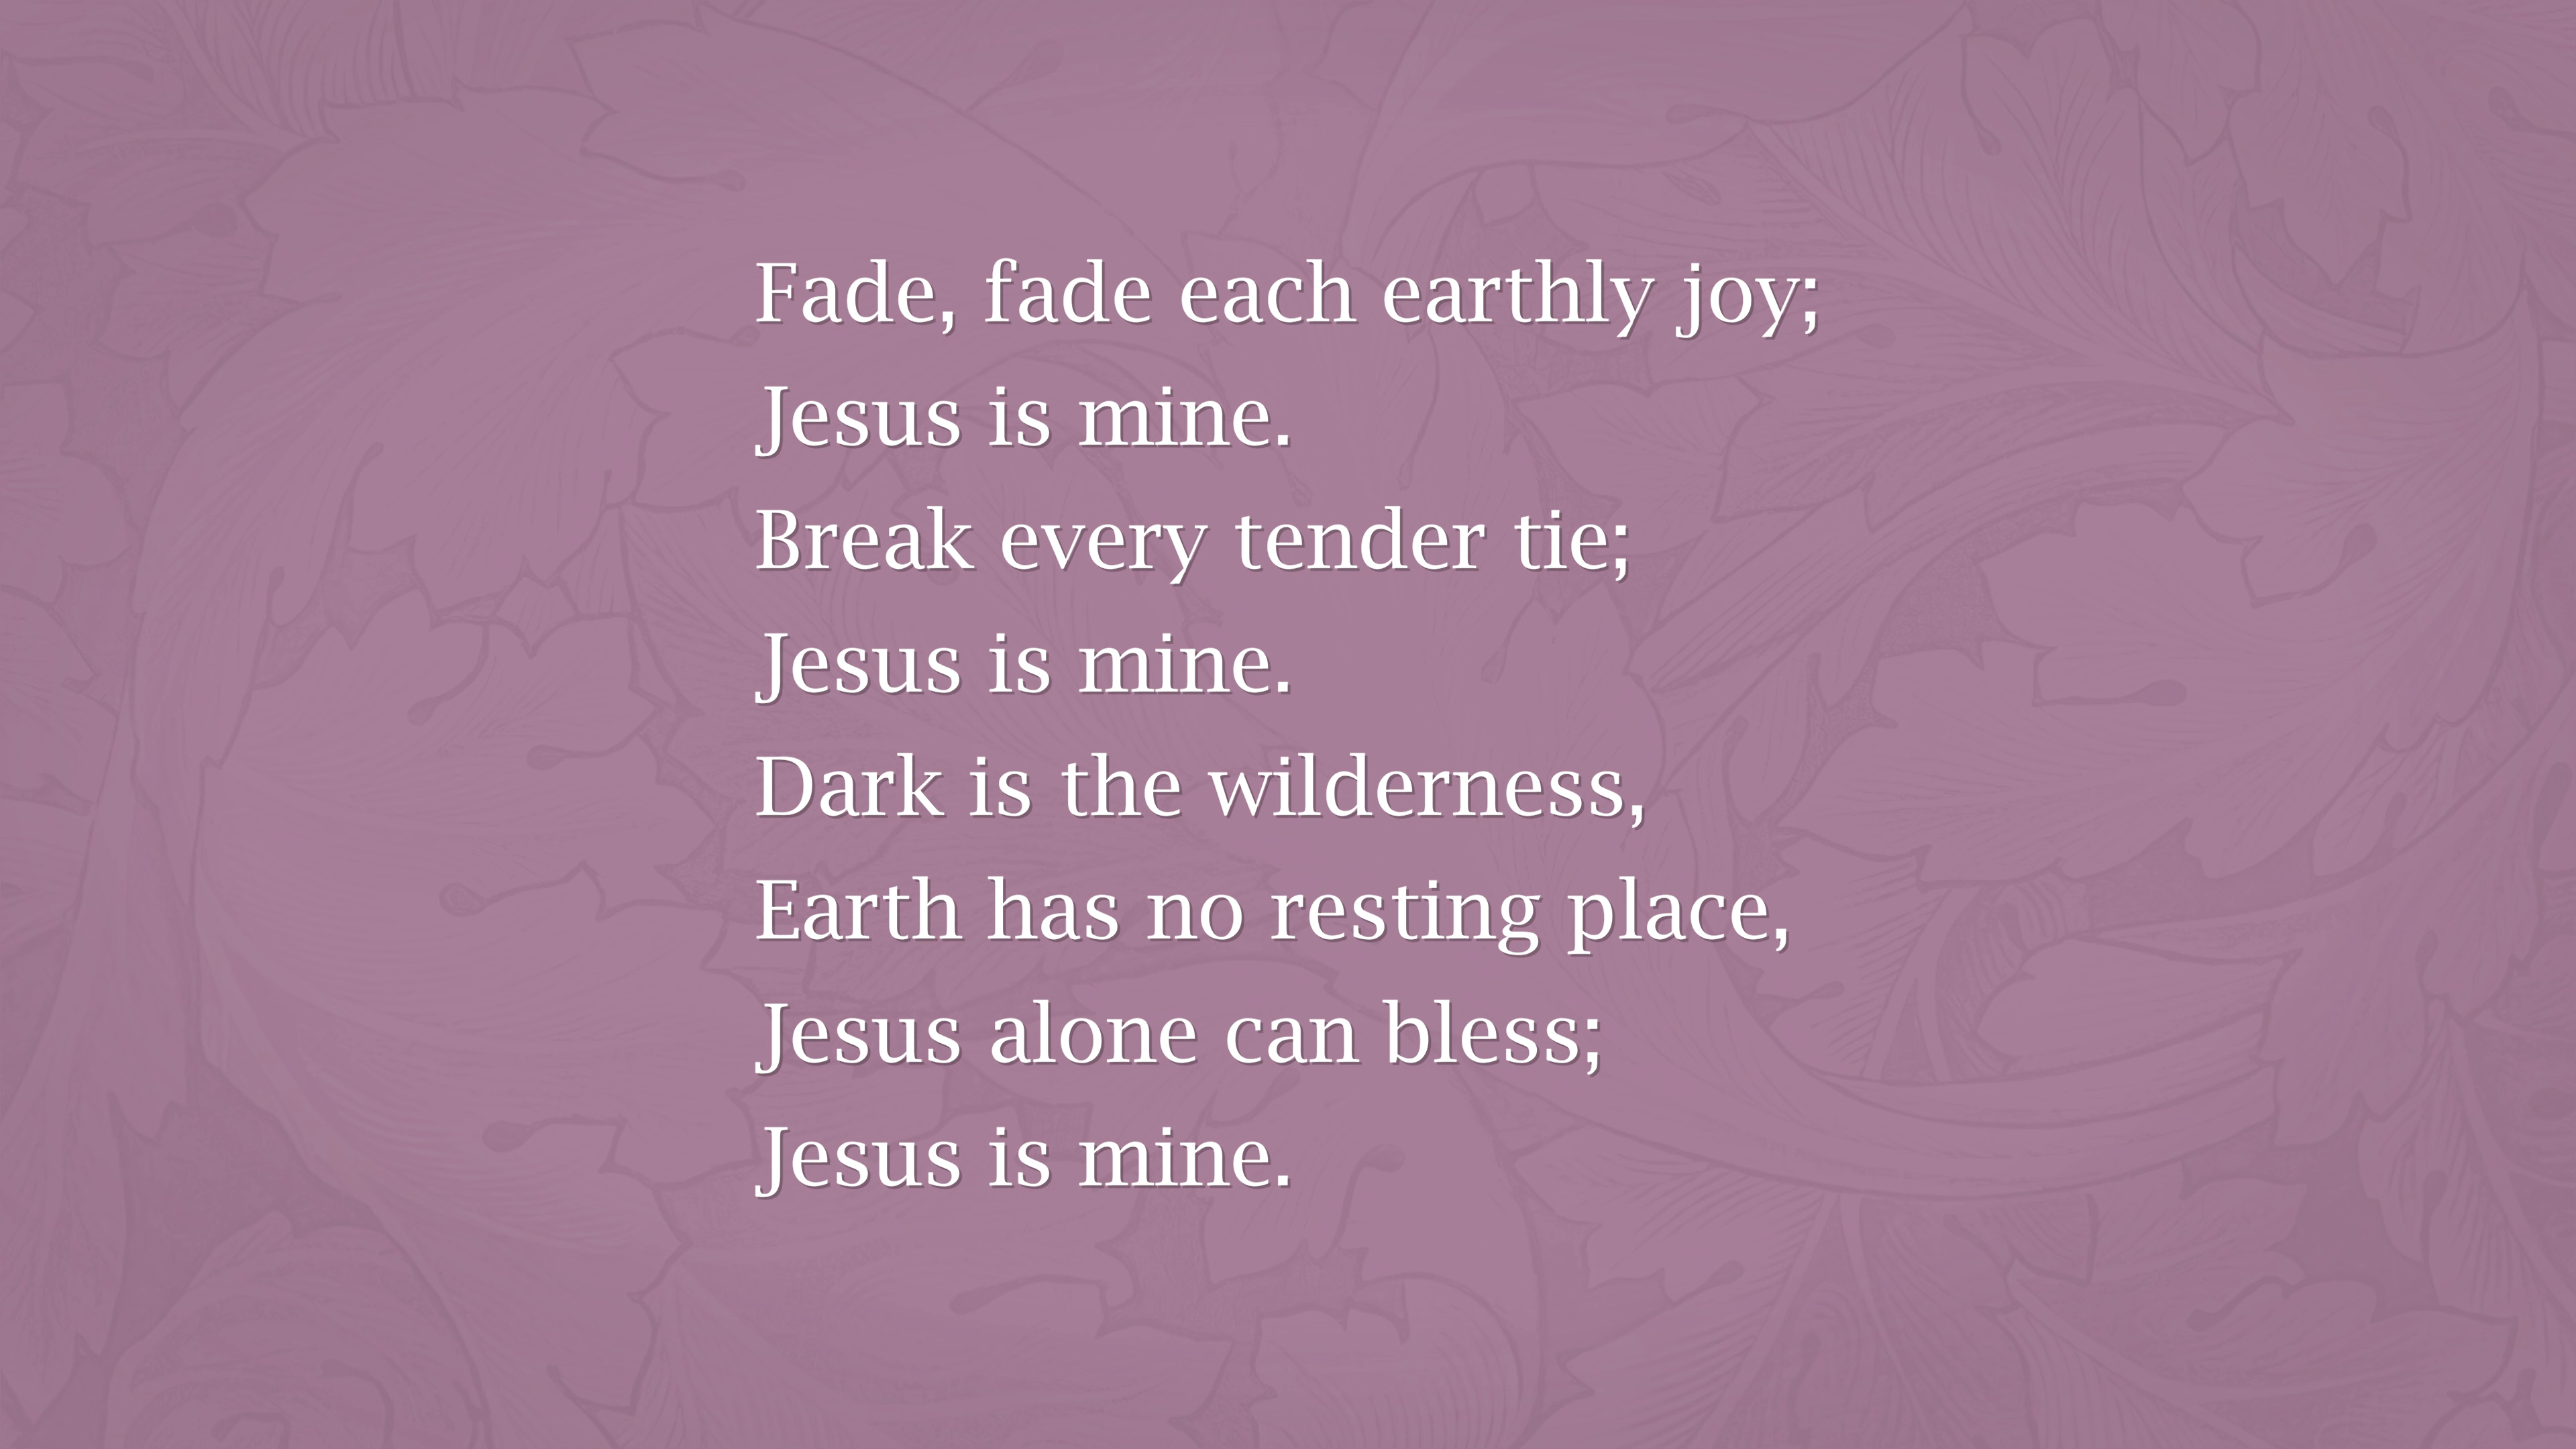 Fade, fade each earthly joy;
Jesus is mine.
Break every tender tie;
Jesus is mine.
Dark is the wilderness,
Earth has no resting place,
Jesus alone can bless;
Jesus is mine.